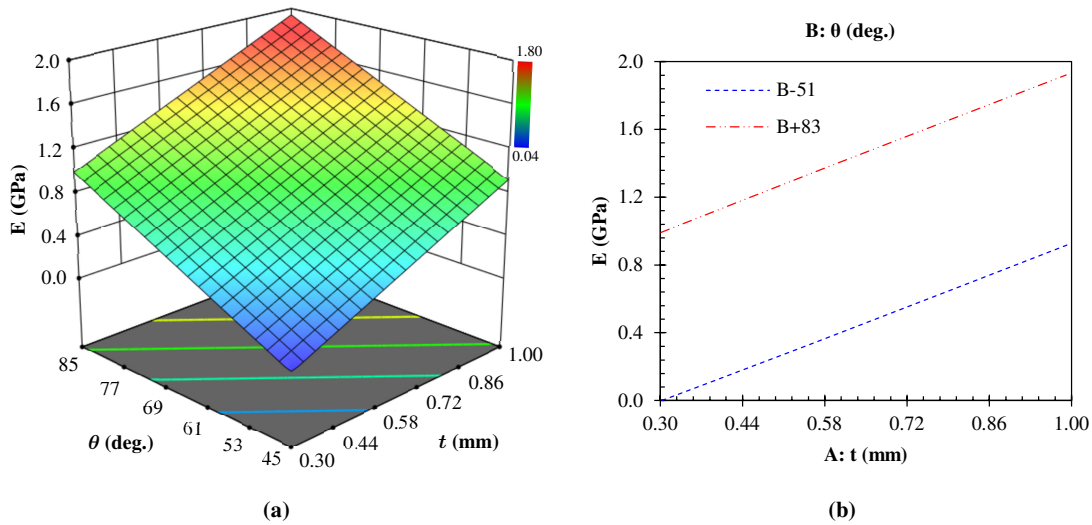 2.0
1.6
1.2
0.8
0.4
0.0
E (GPa)
1.80
0.04
85
77
69
61
53
45
θ (deg.)
0.30
0.44
0.58
0.72
0.86
1.00
t (mm)
(a)
B: θ (deg.)
2.0
1.6
1.2
0.8
0.4
0.0
E (GPa)
B-51
B+83
0.30 0.44 0.58 0.72 0.86 1.00
A: t (mm)
(b)